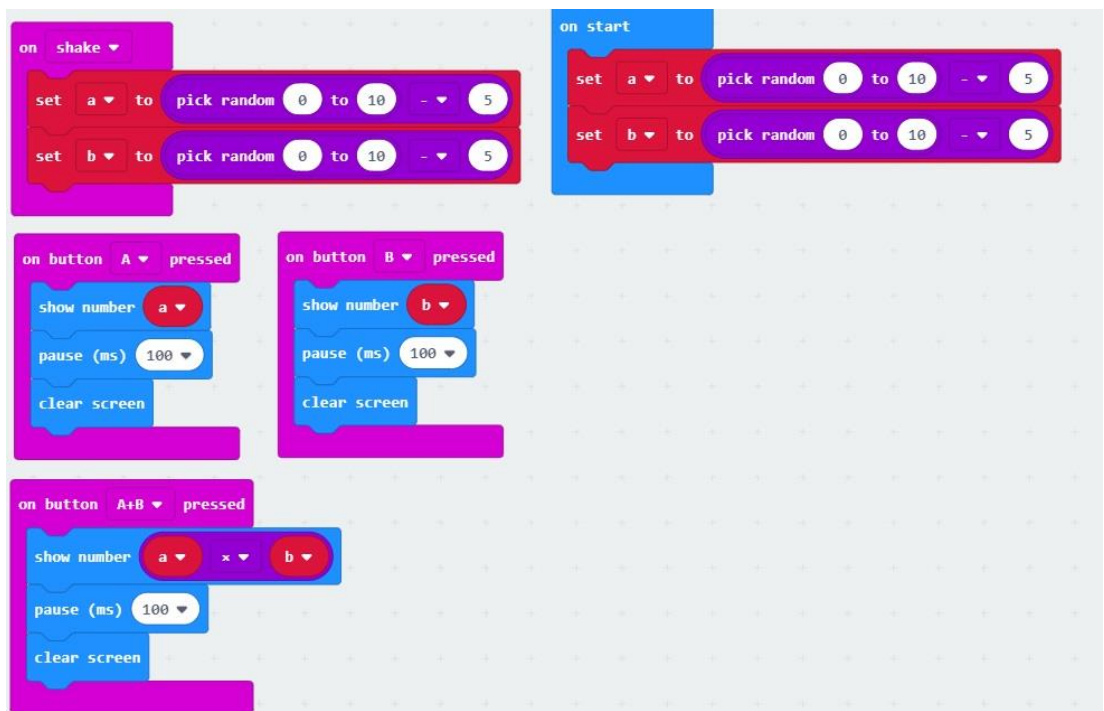 on shake
set a to pick random 0 to 10 - 5
set b to pick random 0 to 10 - 5
on start
set a to pick random 0 to 10 - 5
set b to pick random 0 to 10 - 5
on button A pressed
show number a
pause (ms) 100
clear screen
on button B pressed
show number b
pause (ms) 100
clear screen
on button A+B pressed
show number a × b
pause (ms) 100
clear screen